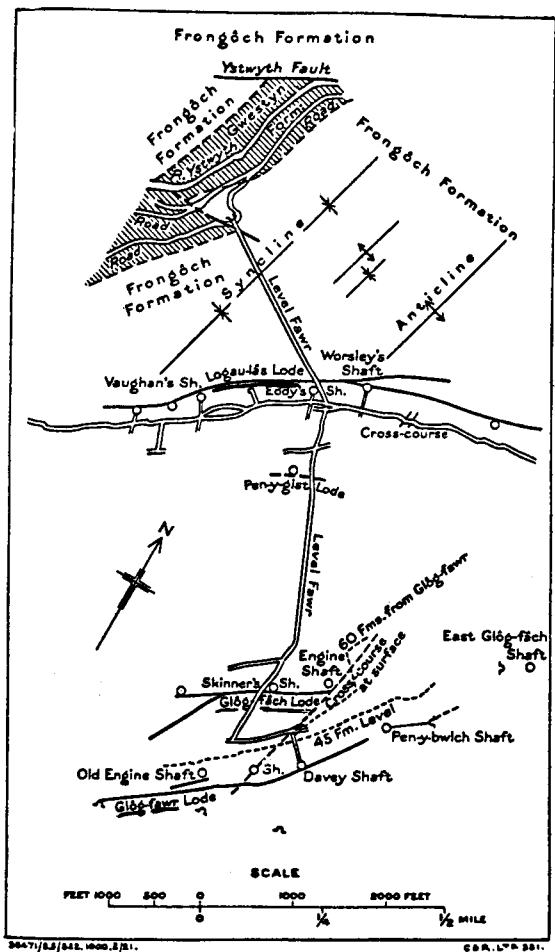 Frongôch Formation
Ystwyth Fault
Frongôch
Formation
Gwestyn
Form:
Road
Ystwyth
Road
Road
Frongôch Formation
Frongôch
Formation
Syncline
Anticline
Level Fawr
Worsley's
Shaft
Logau-lâs Lode
Vaughan's Sh.
Eddy's Sh.
Cross-course
Pen-y-gist Lode
N
Level Fawr
60 Fms. from Glôg-fawr
East Glôg-fâch
Shaft
Engine
Shaft
Cross-course
at surface
Skinner's Sh.
Glôg-fâch Lode
45 Fm. Level
Pen-y-bwlch Shaft
Old Engine Shaft
Sh.
Davey Shaft
Glôg-fawr Lode
SCALE
FEET 1000 500 0 1000 2000 FEET
0 1/4 1/2 MILE